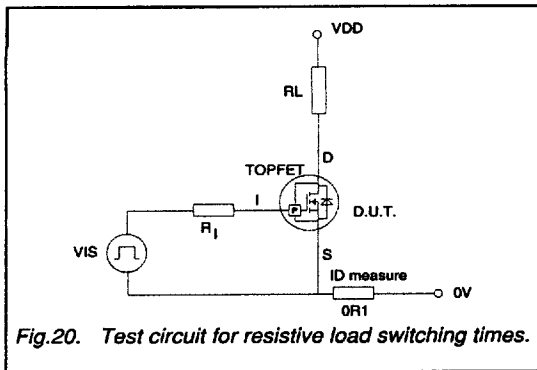 VDD
RL
D
TOPFET
I
P
D.U.T.
RI
VIS
S
ID measure
0V
0R1
Fig.20. Test circuit for resistive load switching times.